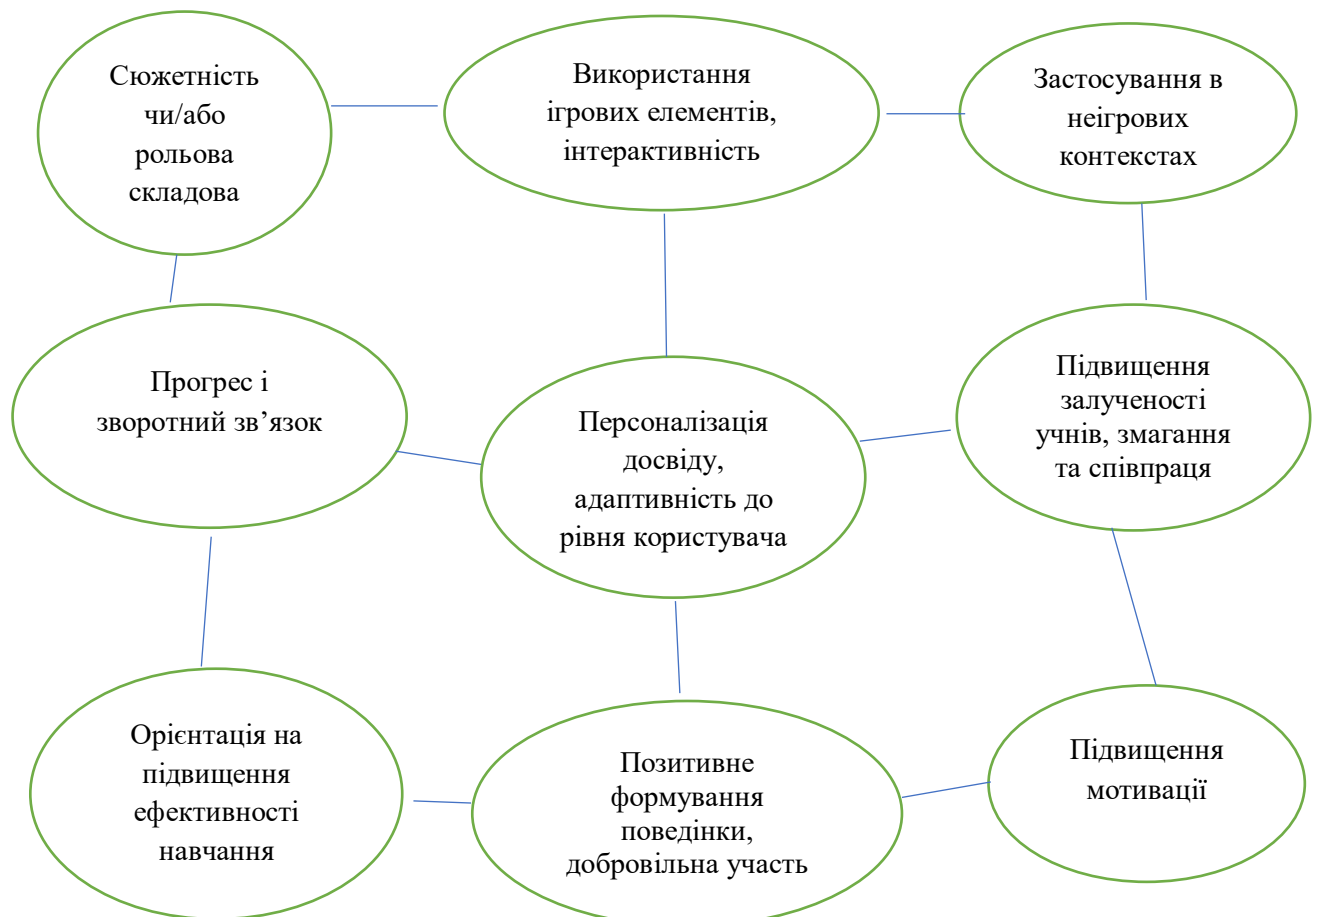 Сюжетність
чи/або
рольова
складова
Використання
ігрових елементів,
інтерактивність
Застосування в
неігрових
контекстах
Прогрес і
зворотний зв’язок
Персоналізація
досвіду,
адаптивність до
рівня користувача
Підвищення
залученості
учнів, змагання
та співпраця
Орієнтація на
підвищення
ефективності
навчання
Позитивне
формування
поведінки,
добровільна участь
Підвищення
мотивації